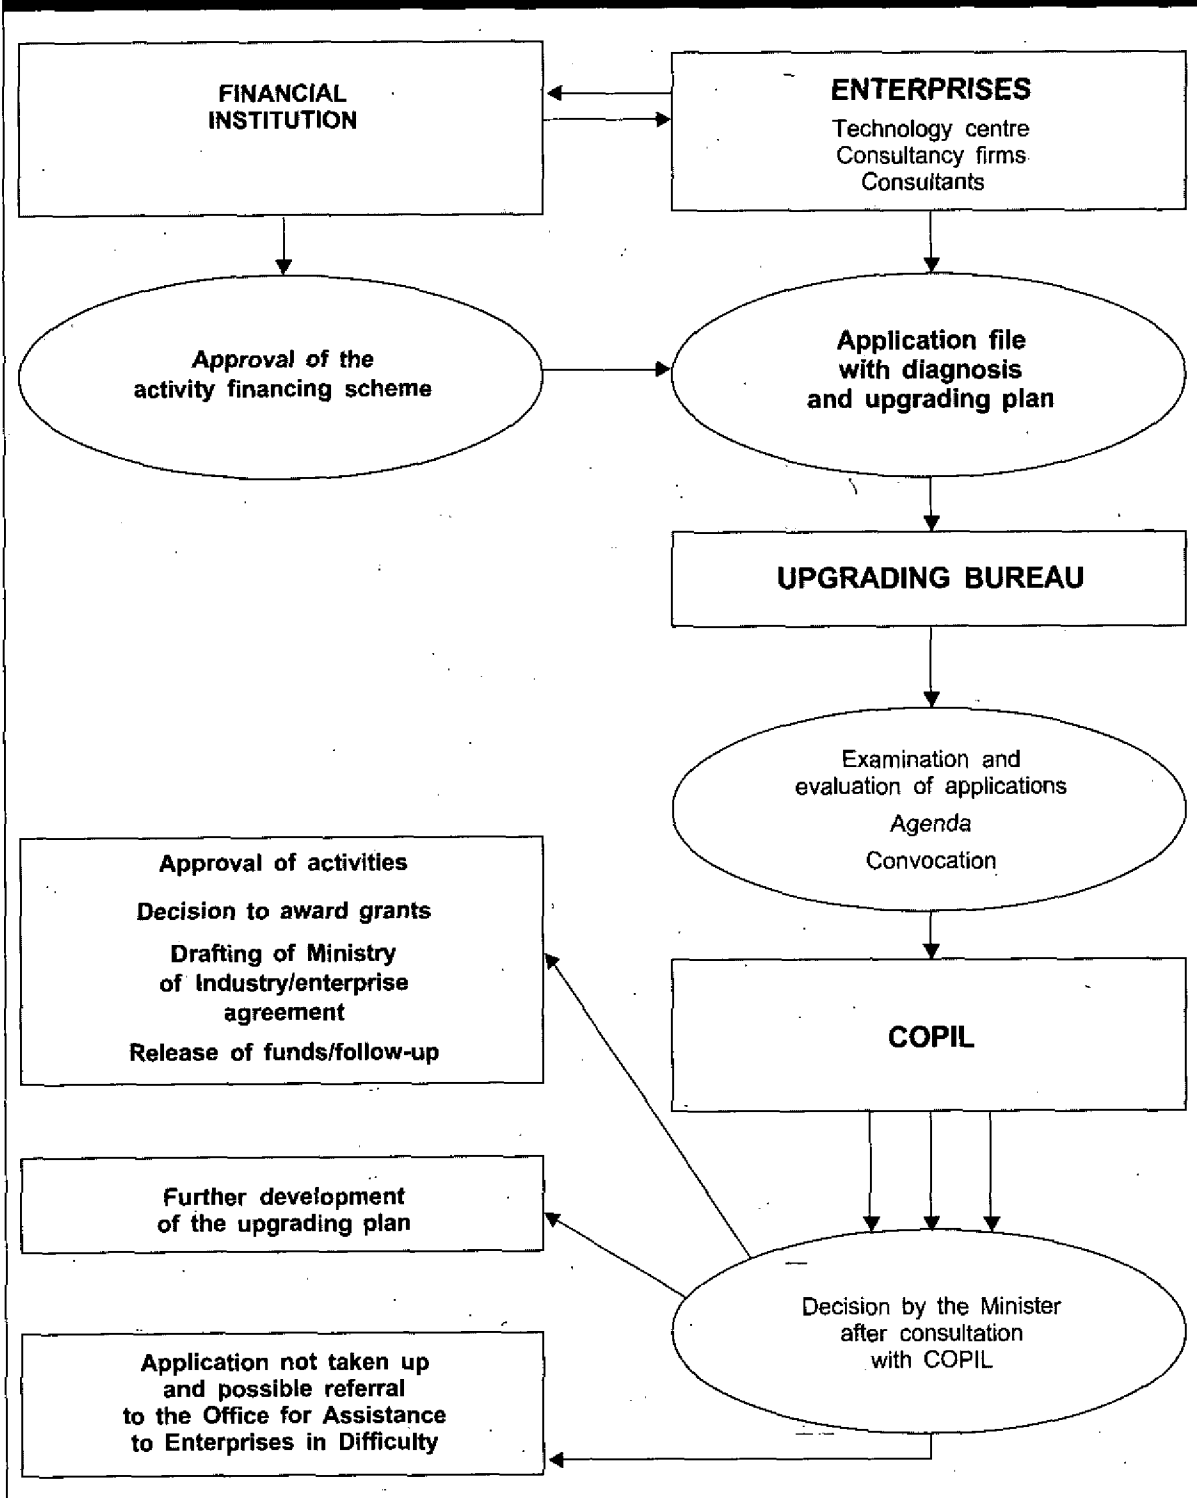 FINANCIAL
INSTITUTION
ENTERPRISES
Technology centre
Consultancy firms
Consultants
Approval of the
activity financing scheme
Application file
with diagnosis
and upgrading plan
UPGRADING BUREAU
Examination and
evaluation of applications
Agenda
Convocation
Approval of activities
Decision to award grants
Drafting of Ministry
of Industry/enterprise
agreement
Release of funds/follow-up
COPIL
Further development
of the upgrading plan
Decision by the Minister
after consultation
with COPIL
Application not taken up
and possible referral
to the Office for Assistance
to Enterprises in Difficulty